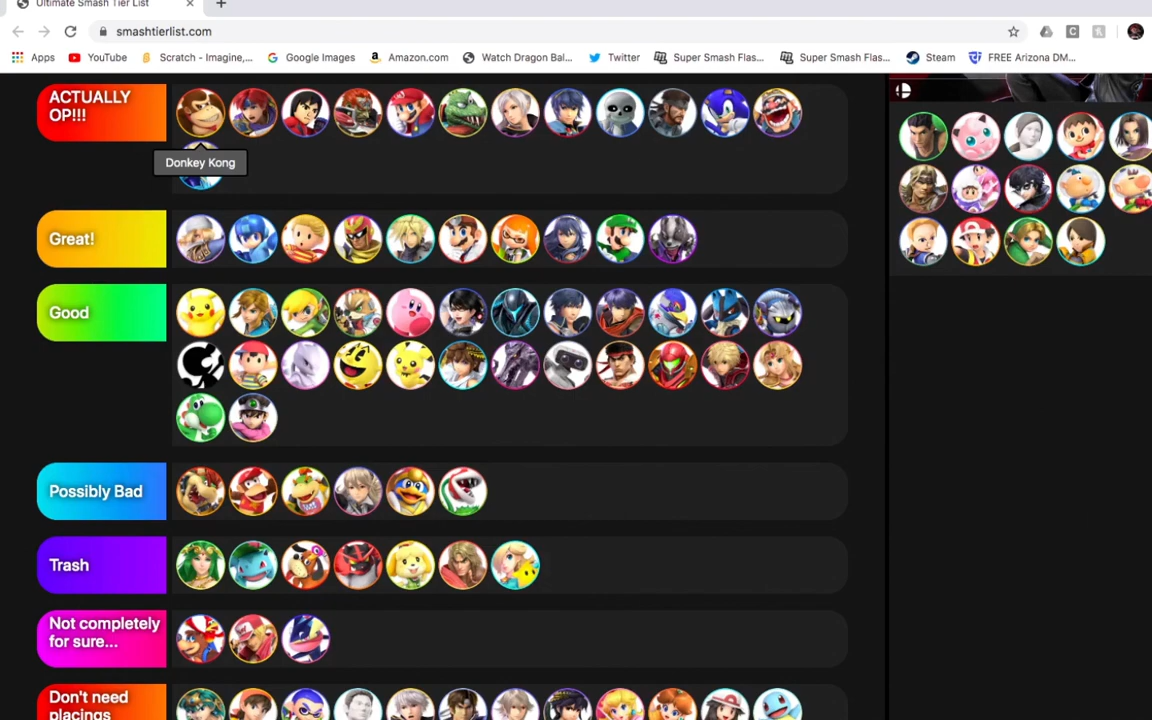 Ultimate Smash Tier List
smashtierlist.com
Apps YouTube Scratch - Imagine,... Google Images Amazon.com Watch Dragon Bal... Twitter Super Smash Flas... Super Smash Flas... Steam FREE Arizona DM...
ACTUALLY
OP!!!
Donkey Kong
Great!
Good
Possibly Bad
Trash
Not completely
for sure...
Don't need
placings